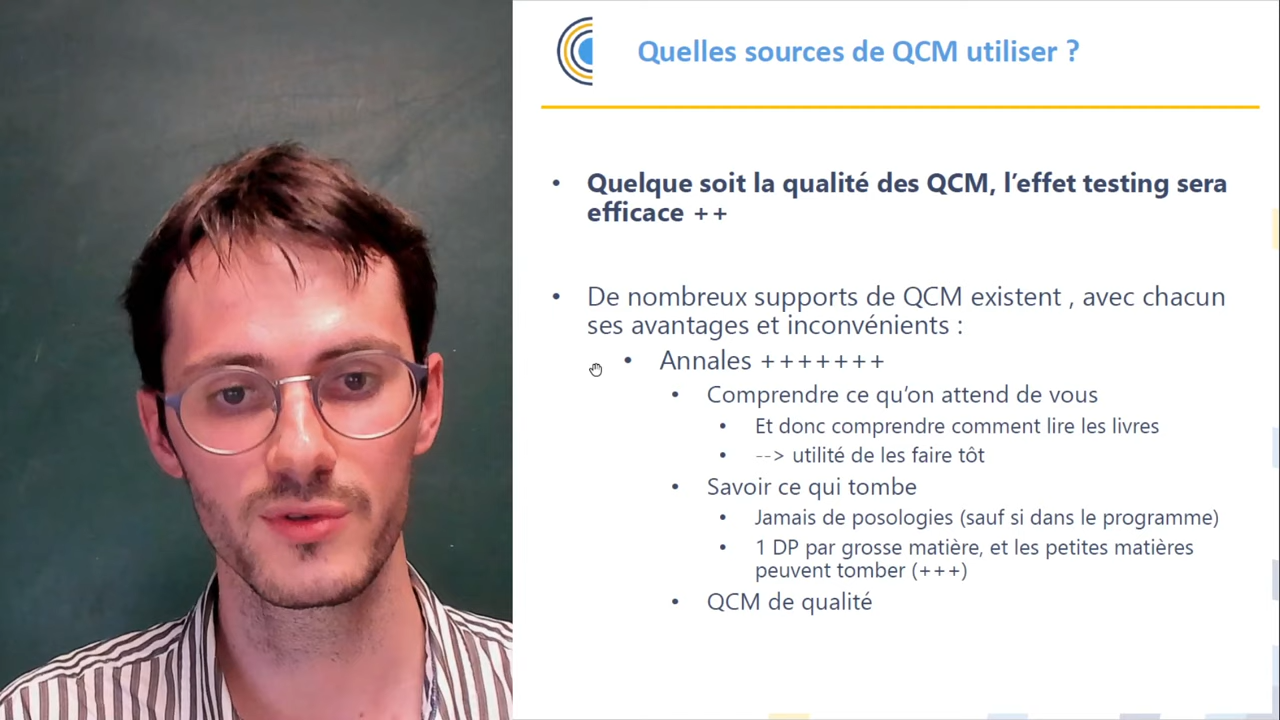 Quelles sources de QCM utiliser ?
• Quelque soit la qualité des QCM, l'effet testing sera
efficace ++
• De nombreux supports de QCM existent , avec chacun
ses avantages et inconvénients :
• Annales +++++++
• Comprendre ce qu'on attend de vous
• Et donc comprendre comment lire les livres
• --> utilité de les faire tôt
• Savoir ce qui tombe
• Jamais de posologies (sauf si dans le programme)
• 1 DP par grosse matière, et les petites matières
peuvent tomber (+++)
• QCM de qualité